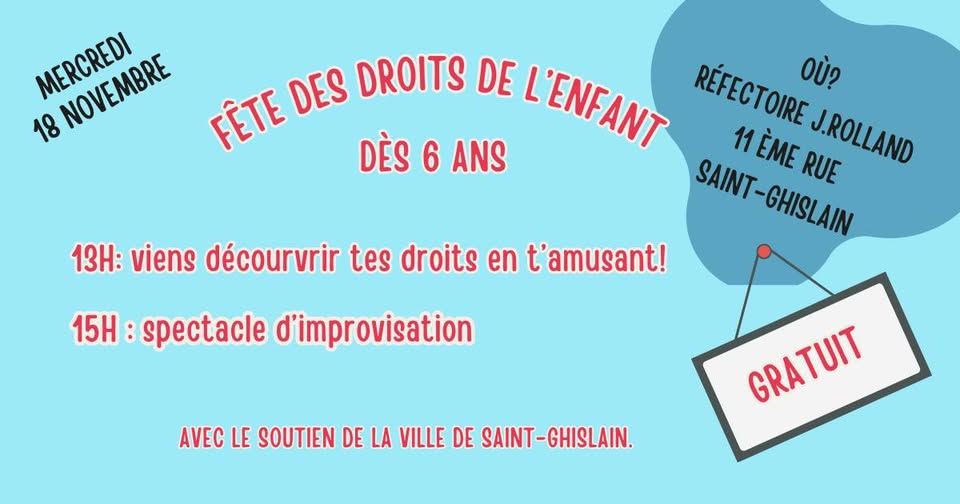 MERCREDI
18 NOVEMBRE
FÊTE DES DROITS DE L'ENFANT
DÈS 6 ANS
OÙ?
RÉFECTOIRE J.ROLLAND
11 ÈME RUE
SAINT-GHISLAIN
13H: viens découvrrir tes droits en t'amusant!
15H : spectacle d'improvisation
GRATUIT
AVEC LE SOUTIEN DE LA VILLE DE SAINT-GHISLAIN.